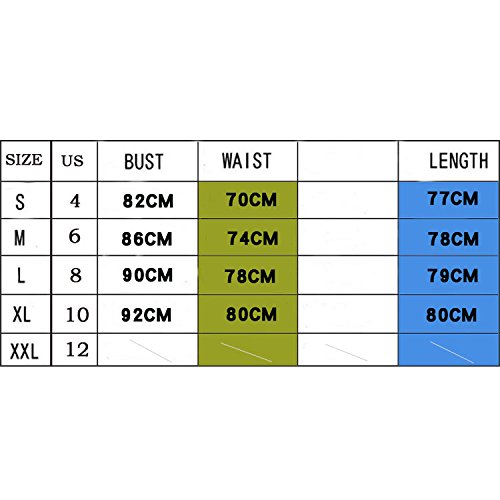 SIZE US BUST WAIST LENGTH
S 4 82CM 70CM 77CM
M 6 86CM 74CM 78CM
L 8 90CM 78CM 79CM
XL 10 92CM 80CM 80CM
XXL 12